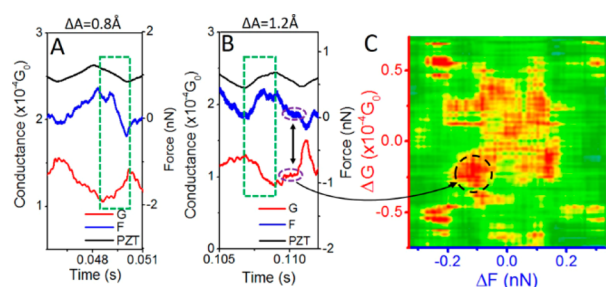 ΔA=0.8Å
A
Conductance (x10⁻⁴G₀)
3
2
1
2
1
0
-1
-2
Force (nN)
G
F
PZT
0.048
0.051
Time (s)
ΔA=1.2Å
B
Conductance (x10⁻⁴G₀)
3
2
1
0
1
0
-1
-2
Force (nN)
G
F
PZT
0.105
0.110
Time (s)
C
ΔG (x10⁻⁴G₀)
0.5
0.0
-0.5
-0.2
0.0
0.2
ΔF (nN)